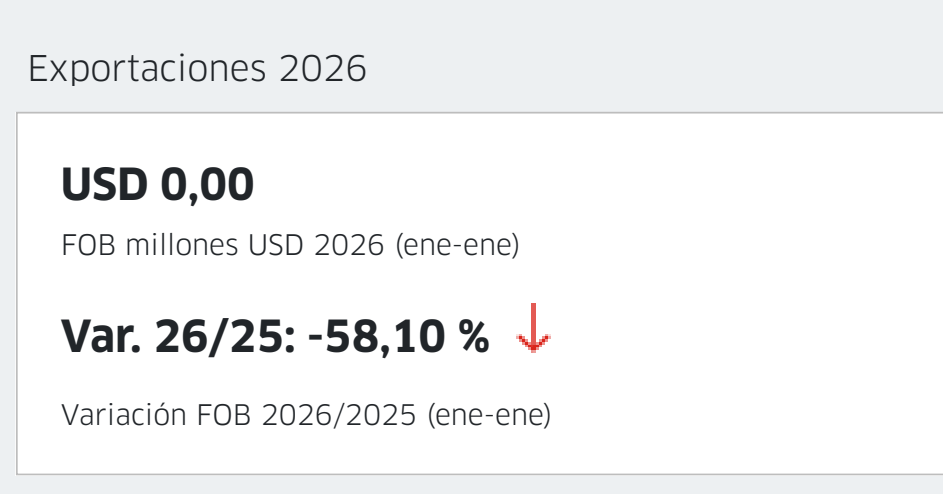 Exportaciones 2026
USD 0,00
FOB millones USD 2026 (ene-ene)
Var. 26/25: -58,10 %
Variación FOB 2026/2025 (ene-ene)